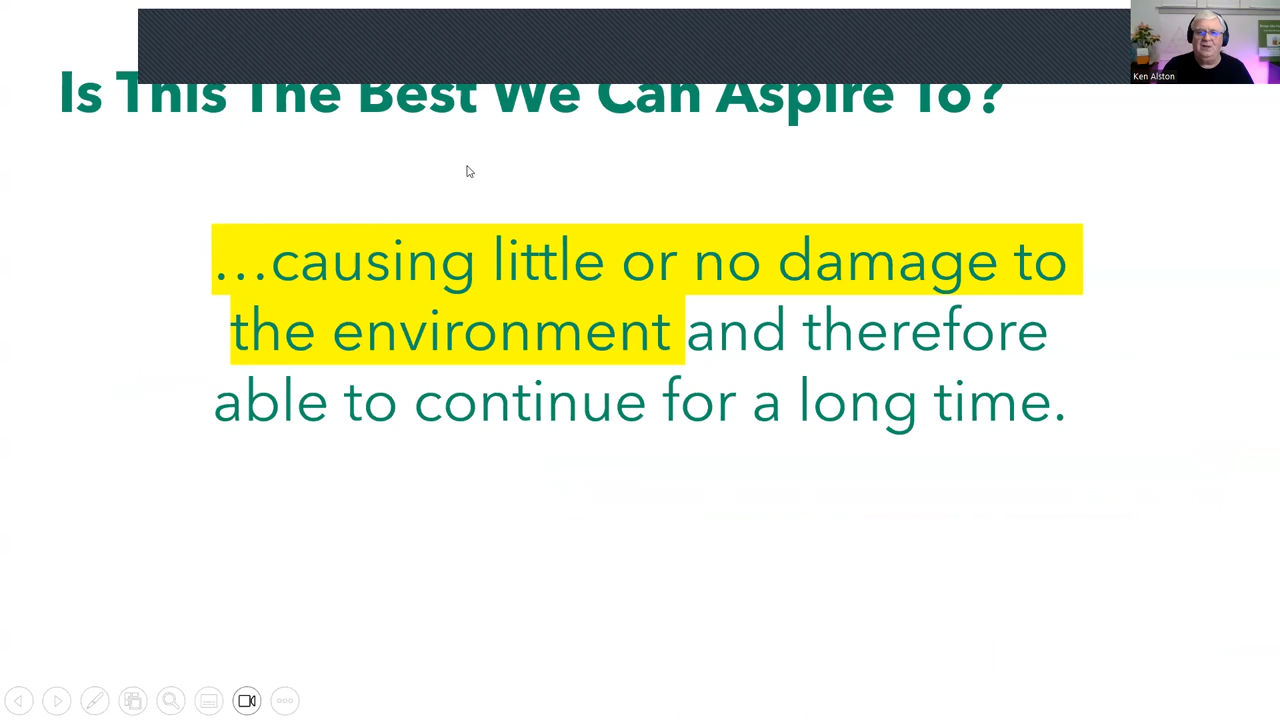 Is This The Best We Can Aspire To?
…causing little or no damage to
the environment and therefore
able to continue for a long time.
Ken Alston